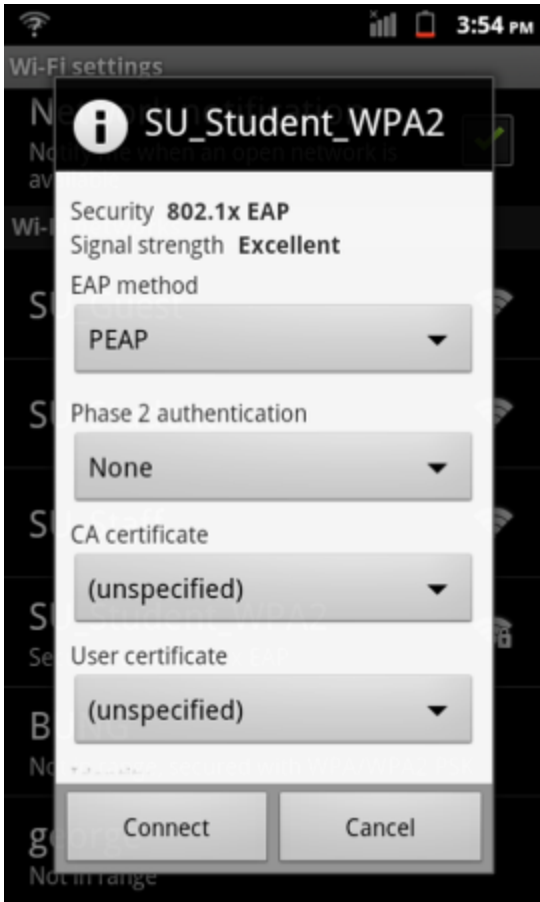 3:54 PM
Wi-Fi settings
SU_Student_WPA2
Security 802.1x EAP
Signal strength Excellent
EAP method
PEAP
Phase 2 authentication
None
CA certificate
(unspecified)
User certificate
(unspecified)
Connect
Cancel
Not in range